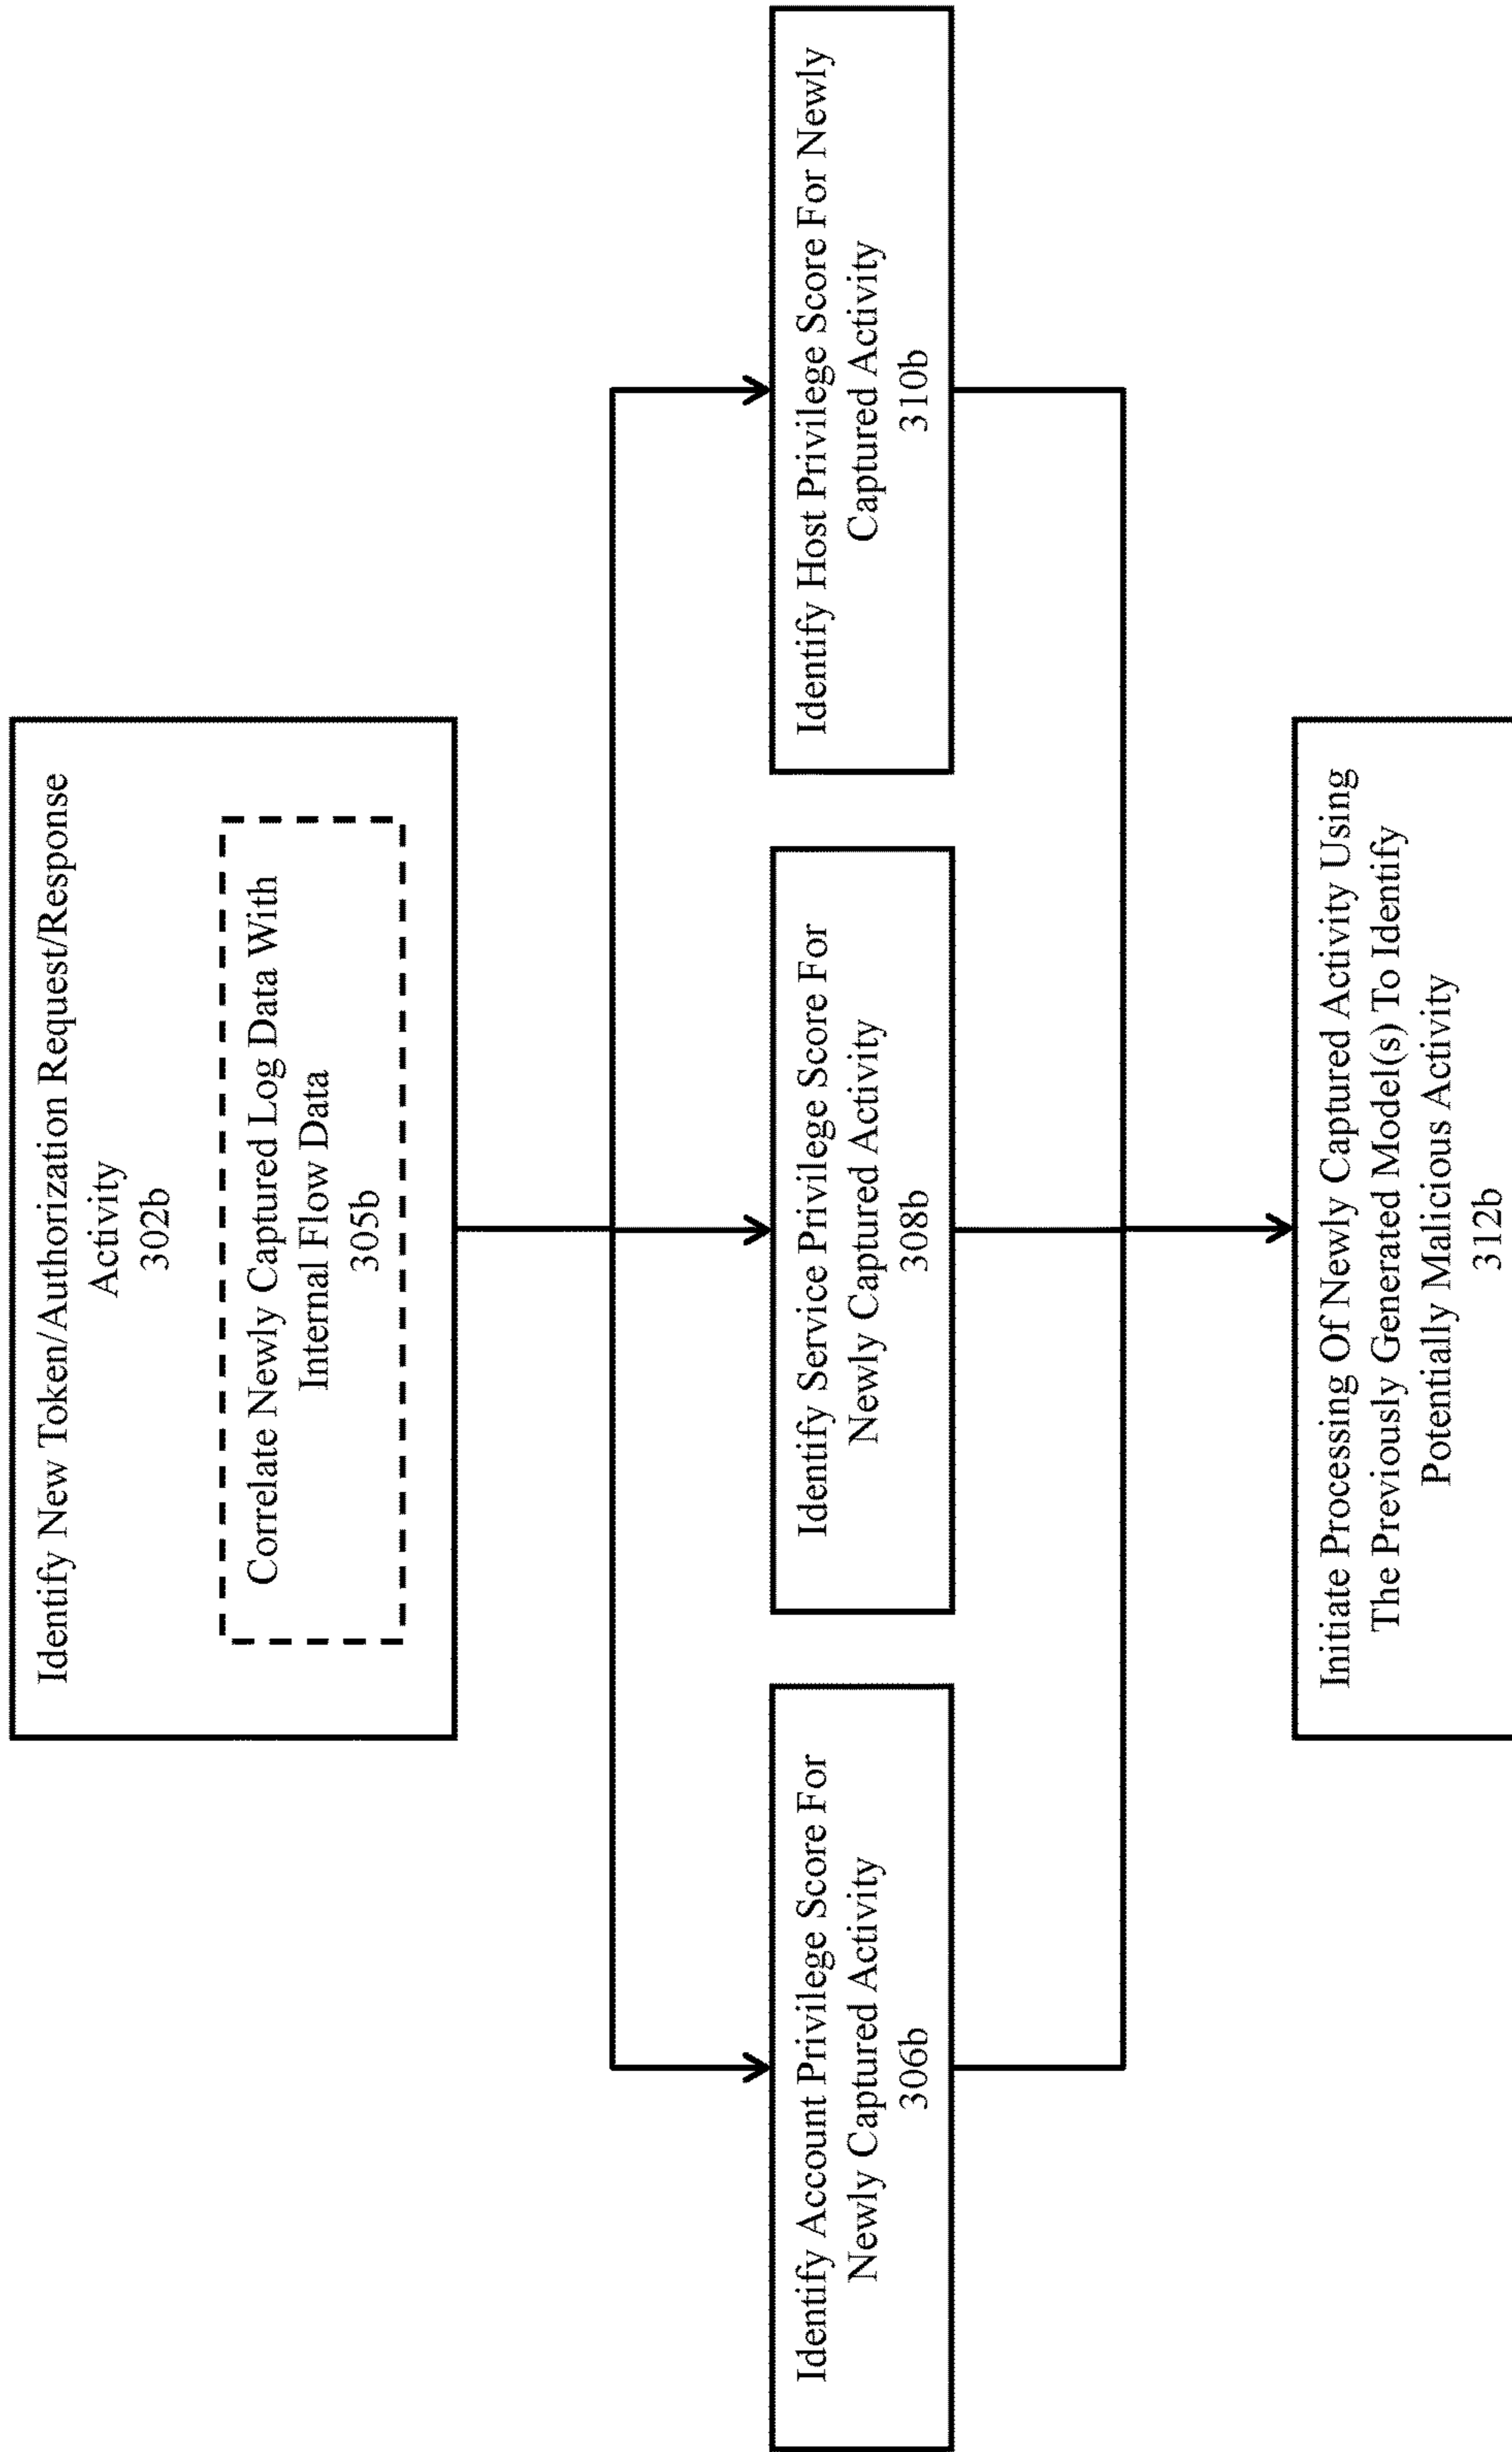 Identify New Token/Authorization Request/Response
Activity
302b
Correlate Newly Captured Log Data With
Internal Flow Data
305b
Identify Account Privilege Score For
Newly Captured Activity
306b
Identify Service Privilege Score For
Newly Captured Activity
308b
Identify Host Privilege Score For Newly
Captured Activity
310b
Initiate Processing Of Newly Captured Activity Using
The Previously Generated Model(s) To Identify
Potentially Malicious Activity
312b